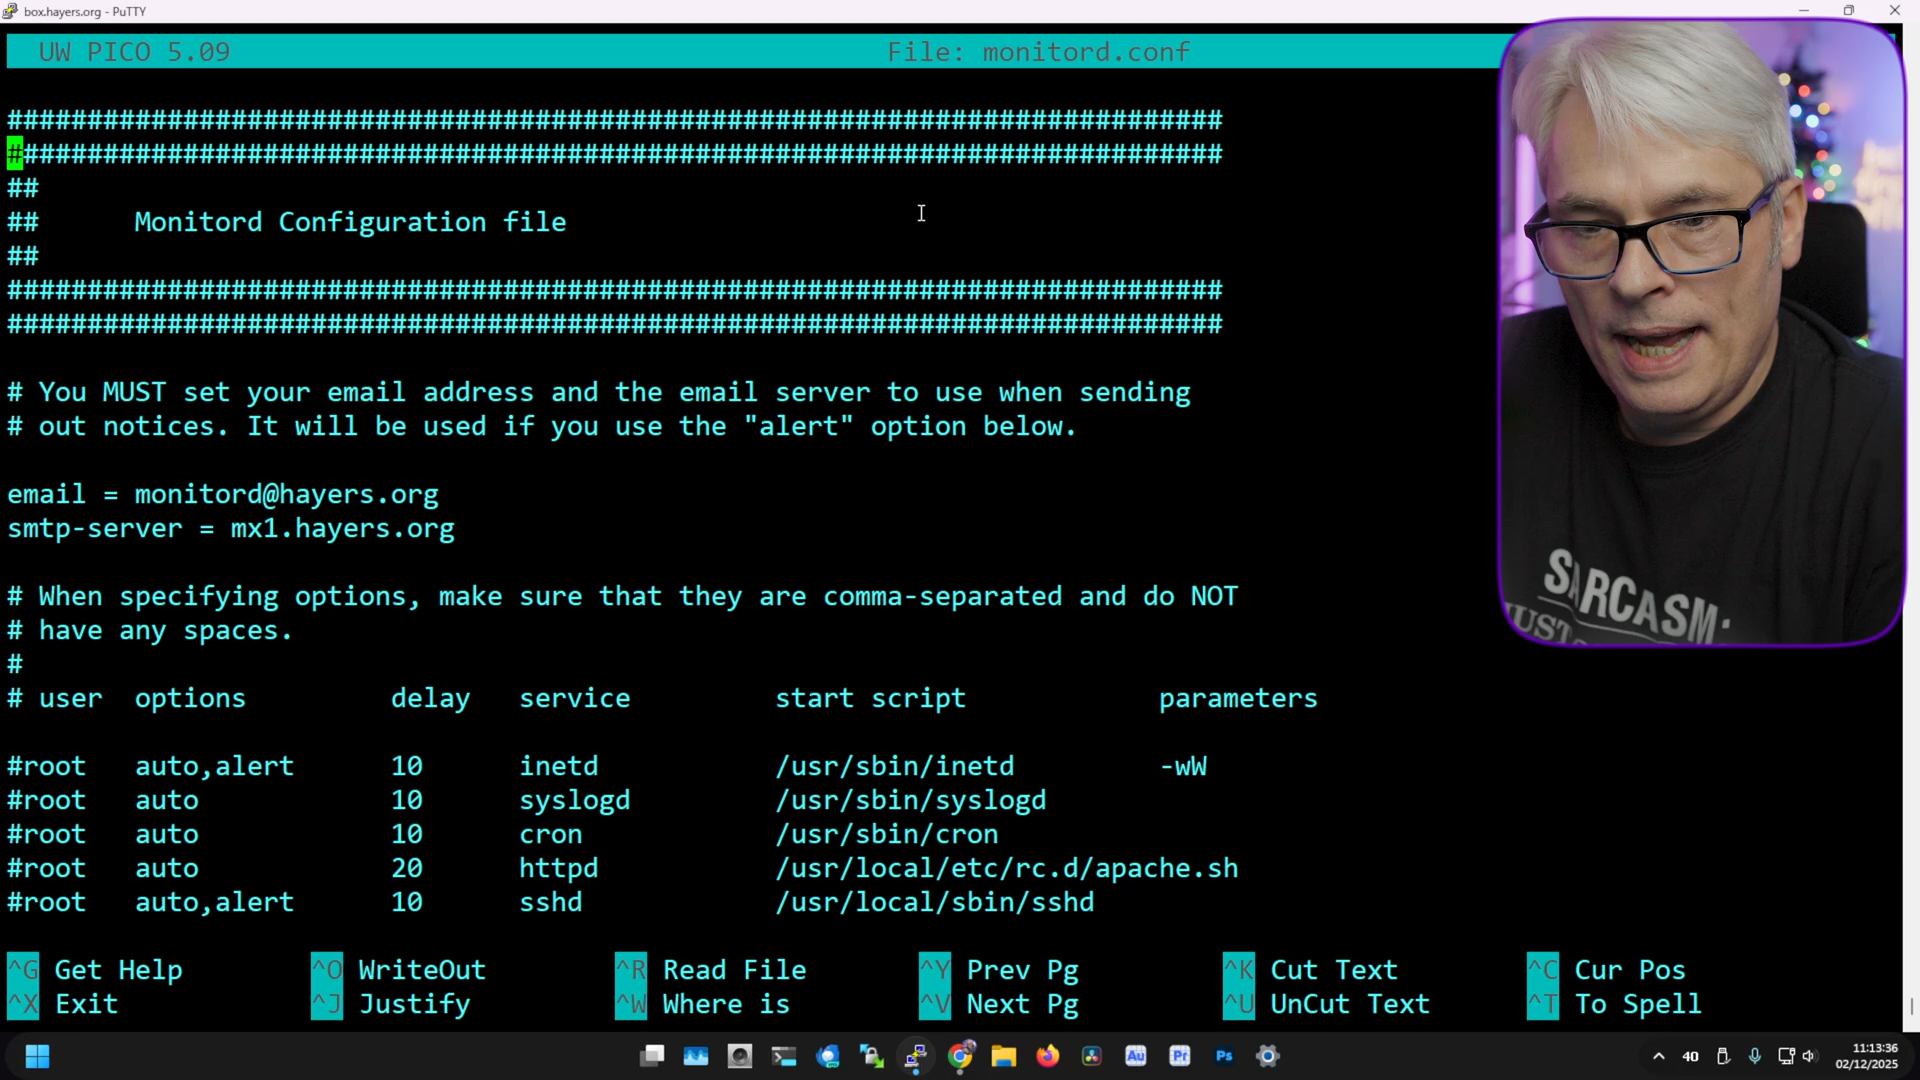 box.hayers.org - PuTTY
UW PICO 5.09 File: monitord.conf
############################################################################
############################################################################
##
## Monitord Configuration file
##
############################################################################
############################################################################
# You MUST set your email address and the email server to use when sending
# out notices. It will be used if you use the "alert" option below.
email = monitord@hayers.org
smtp-server = mx1.hayers.org
# When specifying options, make sure that they are comma-separated and do NOT
# have any spaces.
#
# user options delay service start script parameters
#root auto,alert 10 inetd /usr/sbin/inetd -wW
#root auto 10 syslogd /usr/sbin/syslogd
#root auto 10 cron /usr/sbin/cron
#root auto 20 httpd /usr/local/etc/rc.d/apache.sh
#root auto,alert 10 sshd /usr/local/sbin/sshd
^G Get Help ^O WriteOut ^R Read File ^Y Prev Pg ^K Cut Text ^C Cur Pos
^X Exit ^J Justify ^W Where is ^V Next Pg ^U UnCut Text ^T To Spell
SARCASM.
JUST
Au Pr Ps
40
11:13:36
02/12/2025